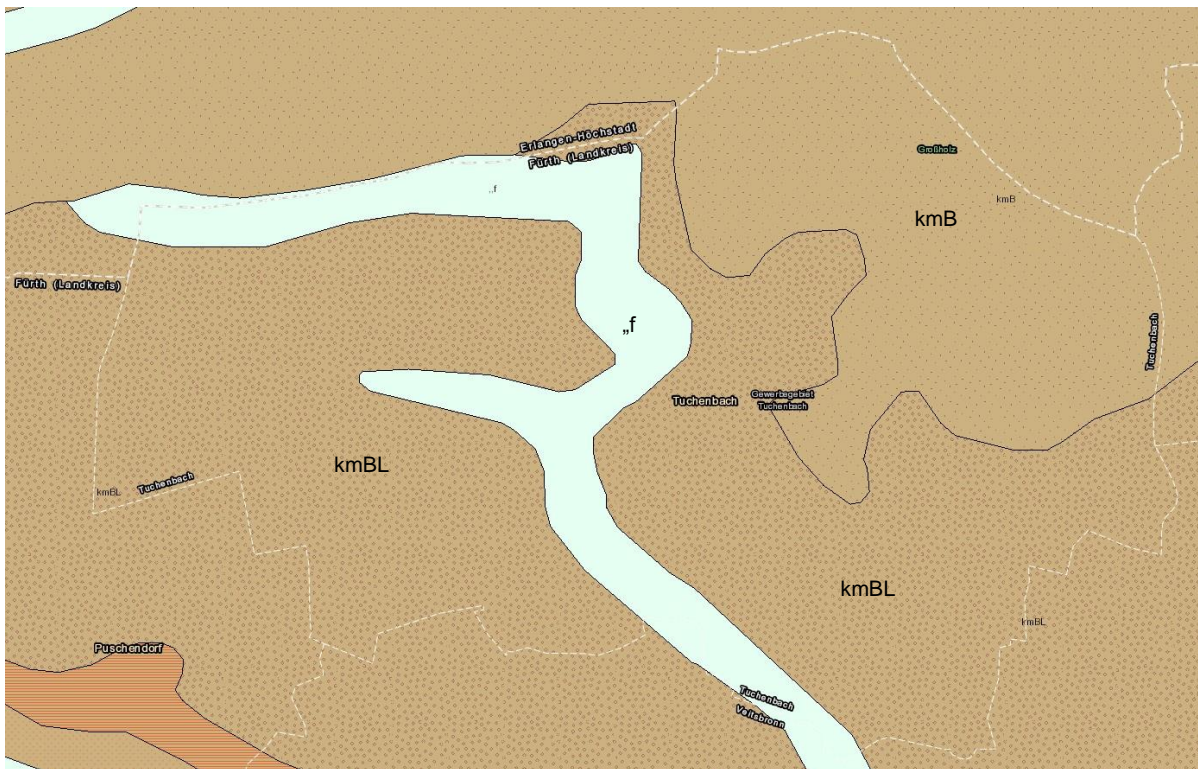 Erlangen-Höchstadt
Fürth (Landkreis)
Großholz
„f
kmB
kmB
Fürth (Landkreis)
„f
Tuchenbach
Tuchenbach
Gewerbegebiet
Tuchenbach
kmBL
Tuchenbach
kmBL
kmBL
kmBL
Puschendorf
Tuchenbach
Veitsbronn